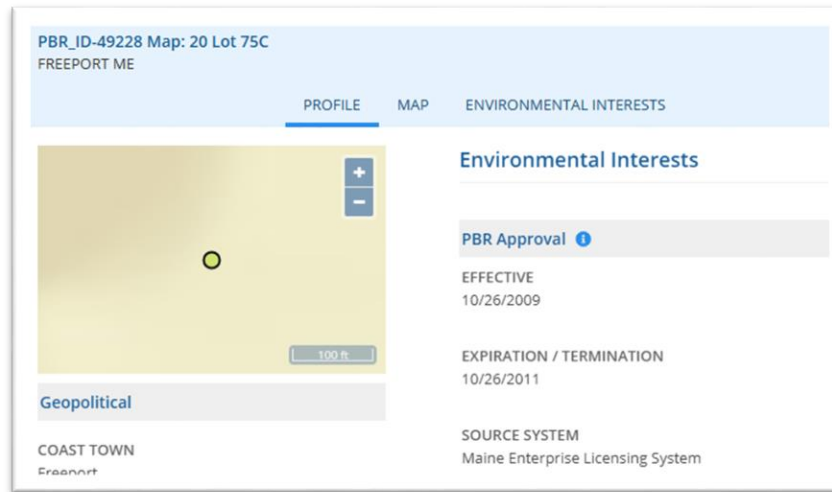 PBR_ID-49228 Map: 20 Lot 75C
FREEPORT ME
PROFILE MAP ENVIRONMENTAL INTERESTS
+
−
100 ft
Geopolitical
COAST TOWN
Freeport
Environmental Interests
PBR Approval
EFFECTIVE
10/26/2009
EXPIRATION / TERMINATION
10/26/2011
SOURCE SYSTEM
Maine Enterprise Licensing System